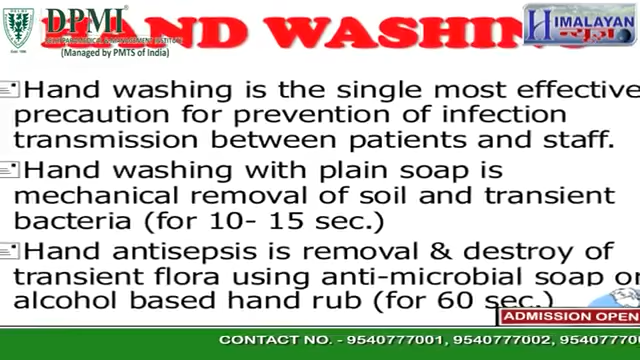 DPMI
(Managed by PMTS of India)
HAND WASHING
HIMALAYAN
न्यूज़
Hand washing is the single most effective
precaution for prevention of infection
transmission between patients and staff.
Hand washing with plain soap is
mechanical removal of soil and transient
bacteria (for 10- 15 sec.)
Hand antisepsis is removal & destroy of
transient flora using anti-microbial soap or
alcohol based hand rub (for 60 sec.)
ADMISSION OPEN
CONTACT NO. - 9540777001, 9540777002, 95407770